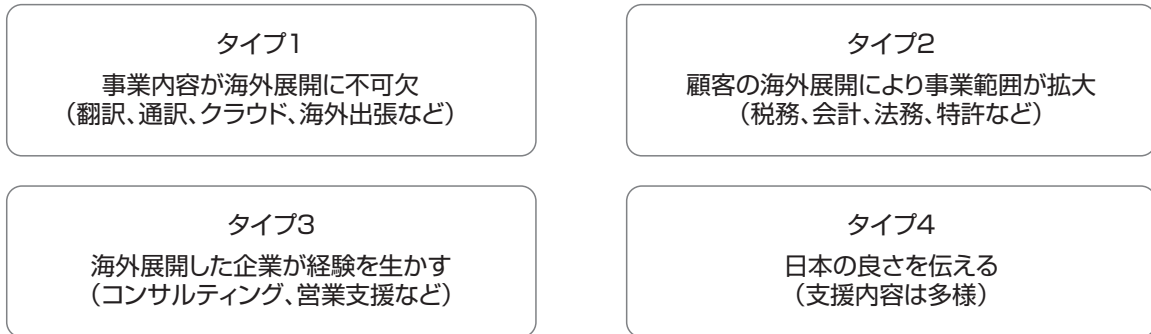 タイプ1
事業内容が海外展開に不可欠
（翻訳、通訳、クラウド、海外出張など）
タイプ2
顧客の海外展開により事業範囲が拡大
（税務、会計、法務、特許など）
タイプ3
海外展開した企業が経験を生かす
（コンサルティング、営業支援など）
タイプ4
日本の良さを伝える
（支援内容は多様）